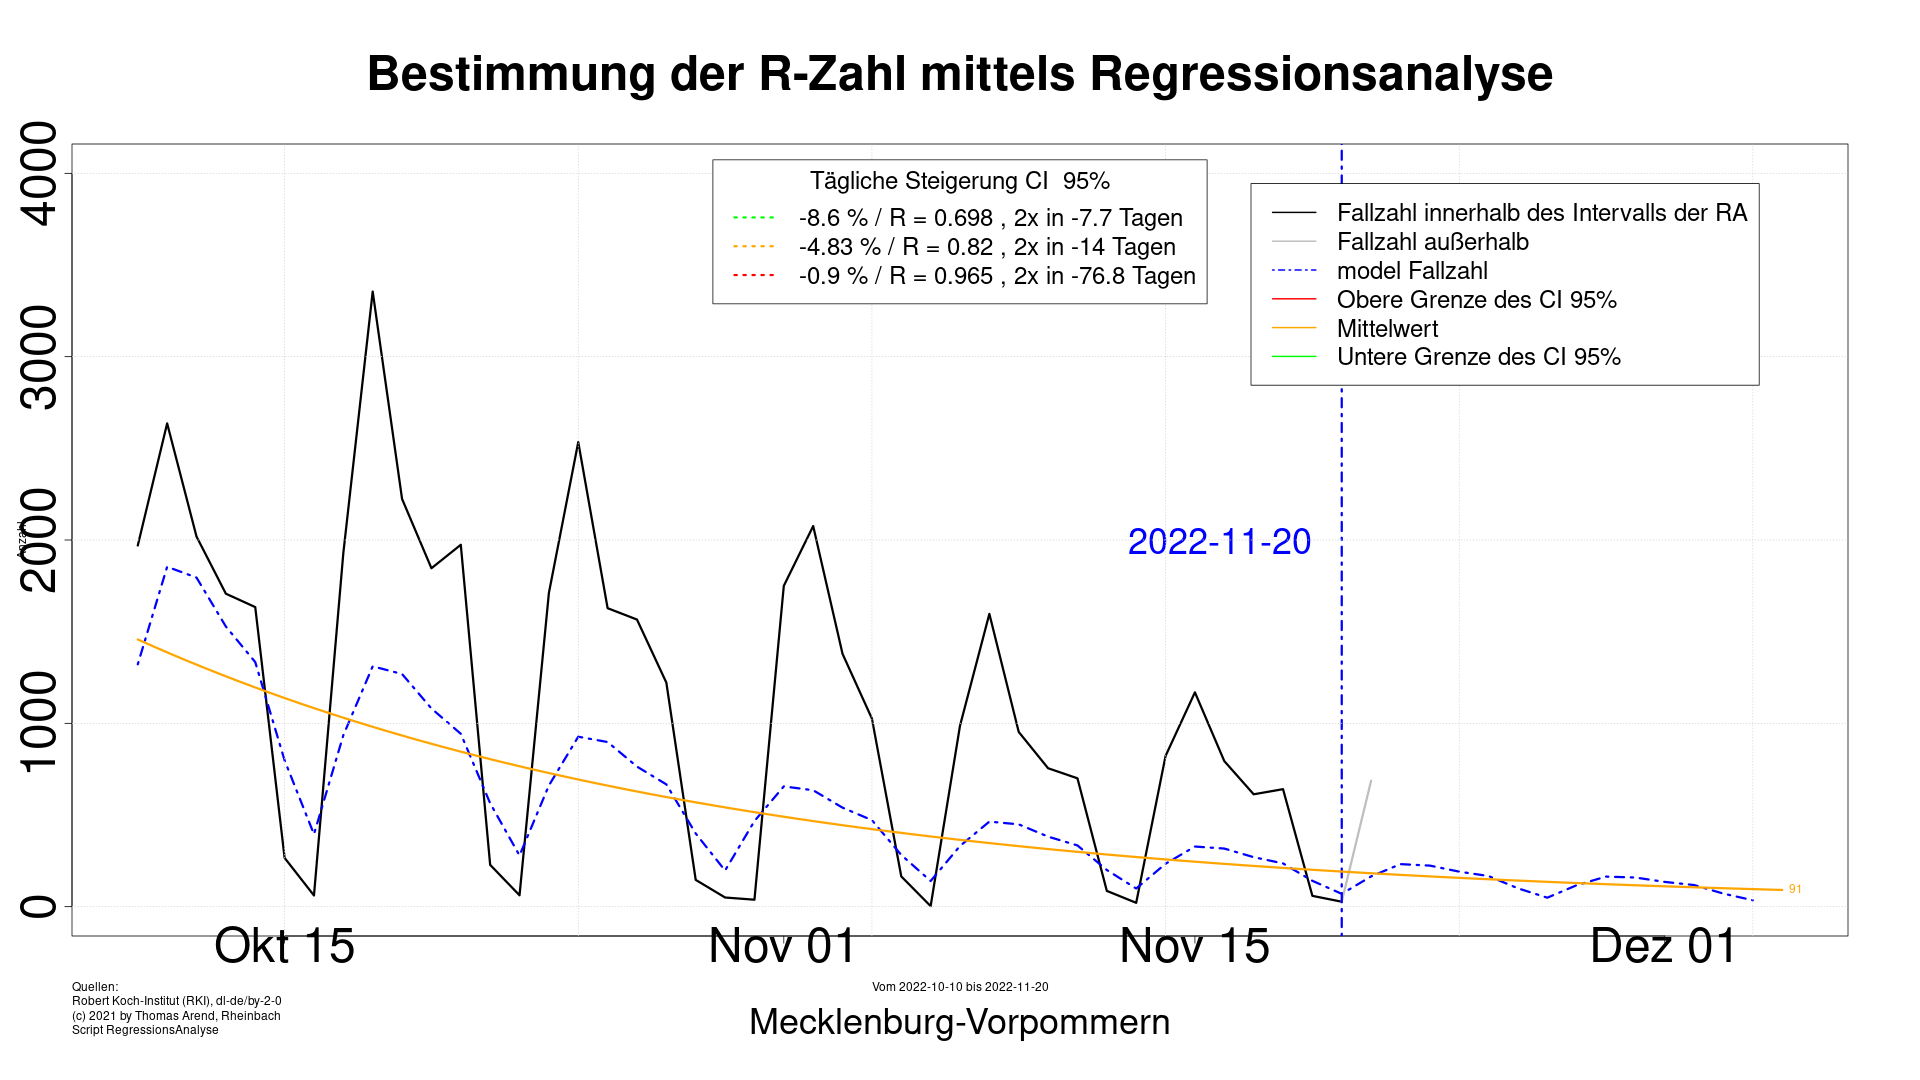 Bestimmung der R-Zahl mittels Regressionsanalyse
Anzahl
4000
3000
2000
1000
0
Tägliche Steigerung CI  95%
-8.6 % / R = 0.698 , 2x in -7.7 Tagen
-4.83 % / R = 0.82 , 2x in -14 Tagen
-0.9 % / R = 0.965 , 2x in -76.8 Tagen
Fallzahl innerhalb des Intervalls der RA
Fallzahl außerhalb
model Fallzahl
Obere Grenze des CI 95%
Mittelwert
Untere Grenze des CI 95%
2022-11-20
91
Okt 15
Nov 01
Nov 15
Dez 01
Quellen:
Robert Koch-Institut (RKI), dl-de/by-2-0
(c) 2021 by Thomas Arend, Rheinbach
Script RegressionsAnalyse
Vom 2022-10-10 bis 2022-11-20
Mecklenburg-Vorpommern